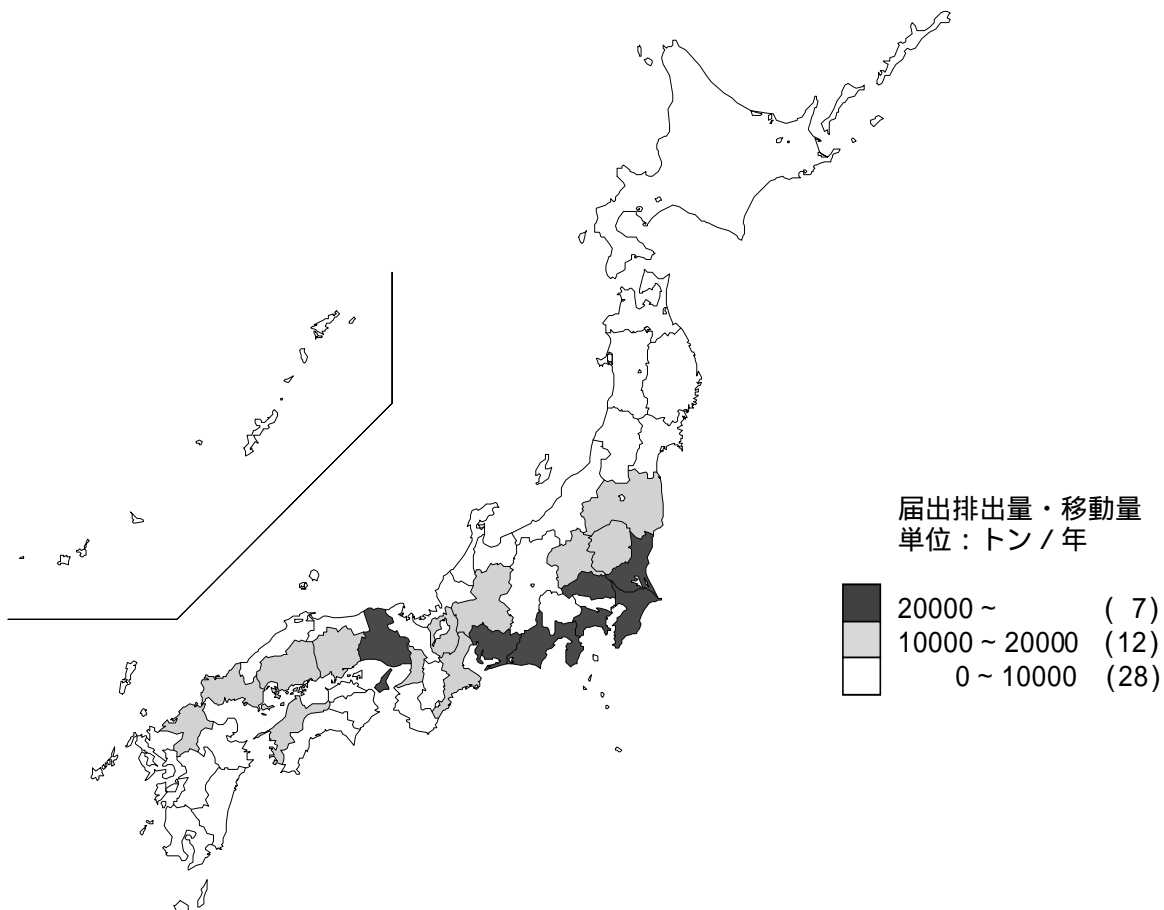 届出排出量・移動量
単位：トン / 年
20000 ~ ( 7)
10000 ~ 20000 (12)
0 ~ 10000 (28)